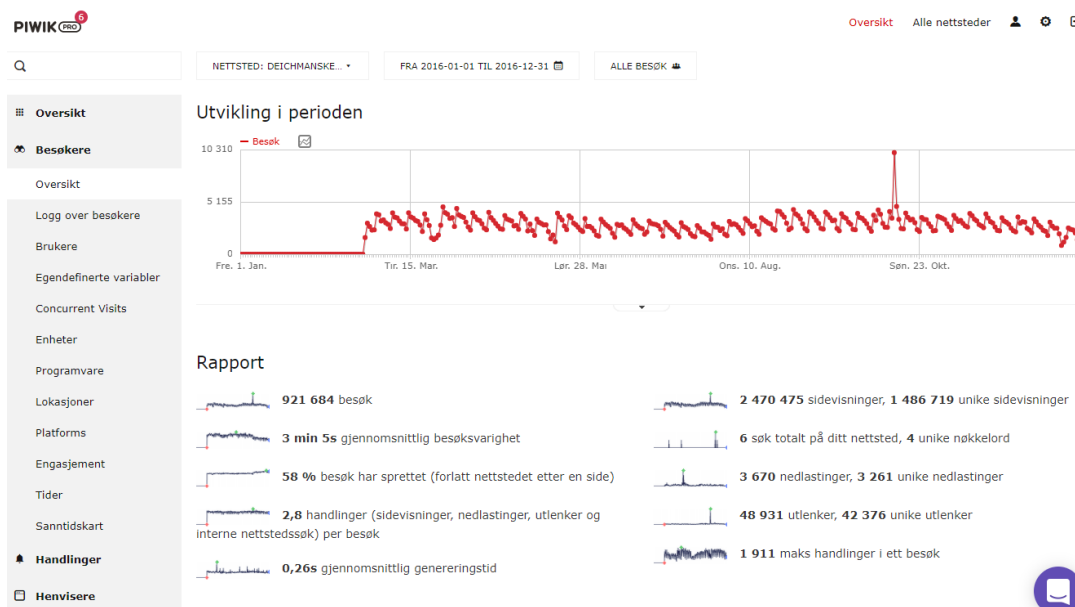 PIWIK PRO 6
Oversikt Alle nettsteder
NETTSTED: DEICHMANSKE... FRA 2016-01-01 TIL 2016-12-31 ALLE BESØK
Oversikt
Besøkere
Oversikt
Logg over besøkere
Brukere
Egendefinerte variabler
Concurrent Visits
Enheter
Programvare
Lokasjoner
Platforms
Engasjement
Tider
Sanntidskart
Handlinger
Henvisere
Utvikling i perioden
Besøk
10 310
5 155
0
Fre. 1. Jan. Tir. 15. Mar. Lør. 28. Mai Ons. 10. Aug. Søn. 23. Okt.
Rapport
921 684 besøk
3 min 5s gjennomsnittlig besøksvarighet
58 % besøk har sprettet (forlatt nettstedet etter en side)
2,8 handlinger (sidevisninger, nedlastinger, utlenker og
interne nettstedssøk) per besøk
0,26s gjennomsnittlig genereringstid
2 470 475 sidevisninger, 1 486 719 unike sidevisninger
6 søk totalt på ditt nettsted, 4 unike nøkkelord
3 670 nedlastinger, 3 261 unike nedlastinger
48 931 utlenker, 42 376 unike utlenker
1 911 maks handlinger i ett besøk